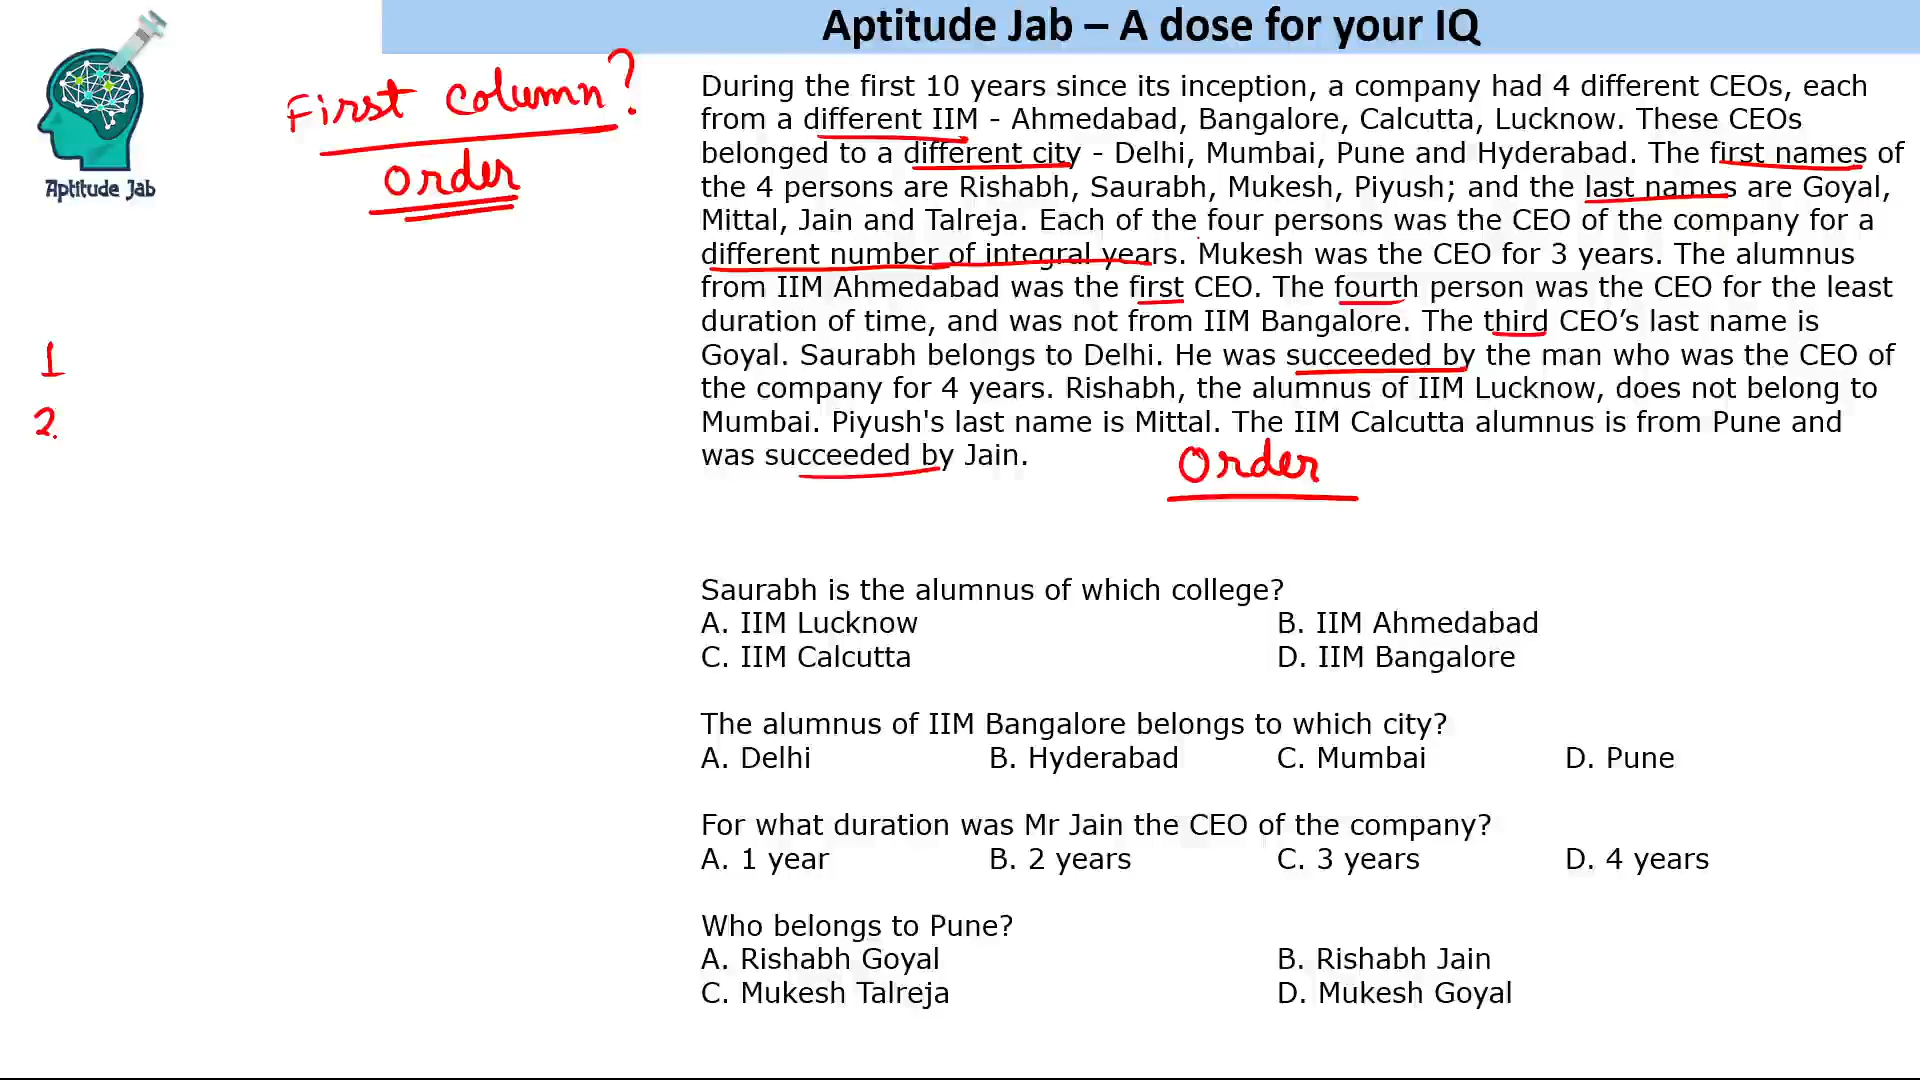 Aptitude Jab – A dose for your IQ
Aptitude Jab
First column?
Order
1
2.
During the first 10 years since its inception, a company had 4 different CEOs, each
from a different IIM - Ahmedabad, Bangalore, Calcutta, Lucknow. These CEOs
belonged to a different city - Delhi, Mumbai, Pune and Hyderabad. The first names of
the 4 persons are Rishabh, Saurabh, Mukesh, Piyush; and the last names are Goyal,
Mittal, Jain and Talreja. Each of the four persons was the CEO of the company for a
different number of integral years. Mukesh was the CEO for 3 years. The alumnus
from IIM Ahmedabad was the first CEO. The fourth person was the CEO for the least
duration of time, and was not from IIM Bangalore. The third CEO’s last name is
Goyal. Saurabh belongs to Delhi. He was succeeded by the man who was the CEO of
the company for 4 years. Rishabh, the alumnus of IIM Lucknow, does not belong to
Mumbai. Piyush's last name is Mittal. The IIM Calcutta alumnus is from Pune and
was succeeded by Jain.
Order
Saurabh is the alumnus of which college?
A. IIM Lucknow B. IIM Ahmedabad
C. IIM Calcutta D. IIM Bangalore
The alumnus of IIM Bangalore belongs to which city?
A. Delhi B. Hyderabad C. Mumbai D. Pune
For what duration was Mr Jain the CEO of the company?
A. 1 year B. 2 years C. 3 years D. 4 years
Who belongs to Pune?
A. Rishabh Goyal B. Rishabh Jain
C. Mukesh Talreja D. Mukesh Goyal